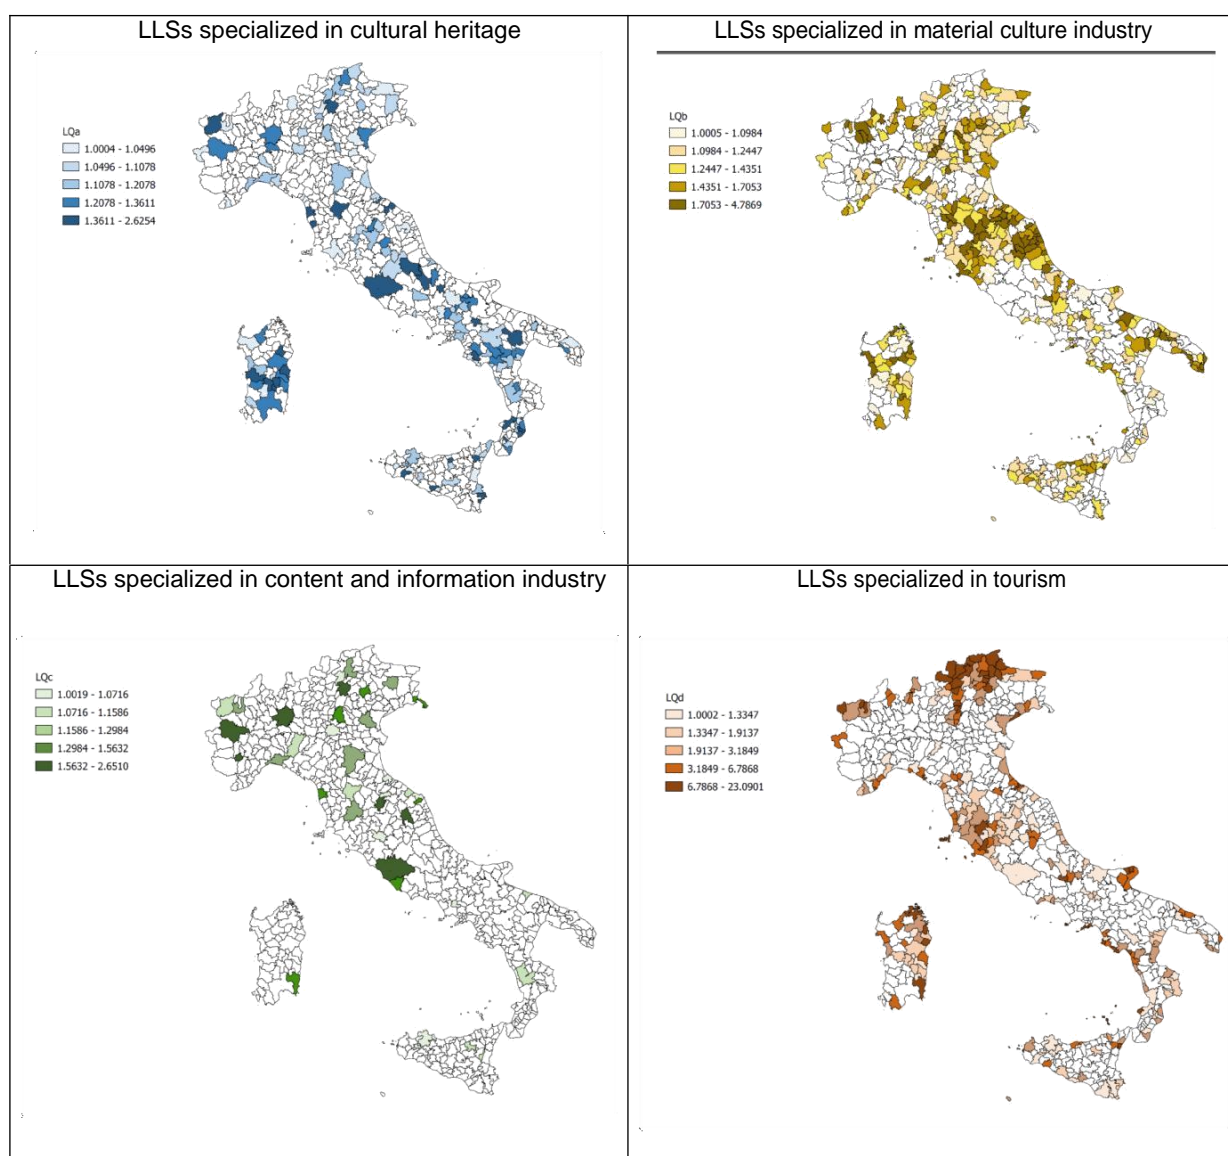 LLSs specialized in cultural heritage
LQa
1.0004 - 1.0496
1.0496 - 1.1078
1.1078 - 1.2078
1.2078 - 1.3611
1.3611 - 2.6254
LLSs specialized in material culture industry
LQb
1.0005 - 1.0984
1.0984 - 1.2447
1.2447 - 1.4351
1.4351 - 1.7053
1.7053 - 4.7869
LLSs specialized in content and information industry
LQc
1.0019 - 1.0716
1.0716 - 1.1586
1.1586 - 1.2984
1.2984 - 1.5632
1.5632 - 2.6510
LLSs specialized in tourism
LQd
1.0002 - 1.3347
1.3347 - 1.9137
1.9137 - 3.1849
3.1849 - 6.7868
6.7868 - 23.0901